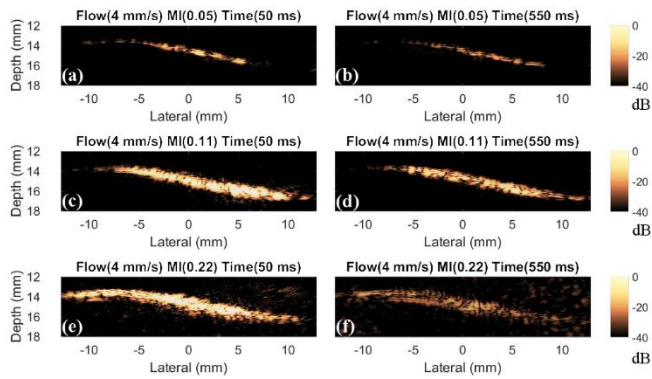 Flow(4 mm/s) MI(0.05) Time(50 ms)
Flow(4 mm/s) MI(0.05) Time(550 ms)
Depth (mm)
12
14
16
18
(a)
(b)
0
-20
-40
dB
-10 -5 0 5 10
-10 -5 0 5 10
Lateral (mm)
Lateral (mm)
Flow(4 mm/s) MI(0.11) Time(50 ms)
Flow(4 mm/s) MI(0.11) Time(550 ms)
Depth (mm)
12
14
16
18
(c)
(d)
0
-20
-40
dB
-10 -5 0 5 10
-10 -5 0 5 10
Lateral (mm)
Lateral (mm)
Flow(4 mm/s) MI(0.22) Time(50 ms)
Flow(4 mm/s) MI(0.22) Time(550 ms)
Depth (mm)
12
14
16
18
(e)
(f)
0
-20
-40
dB
-10 -5 0 5 10
-10 -5 0 5 10
Lateral (mm)
Lateral (mm)